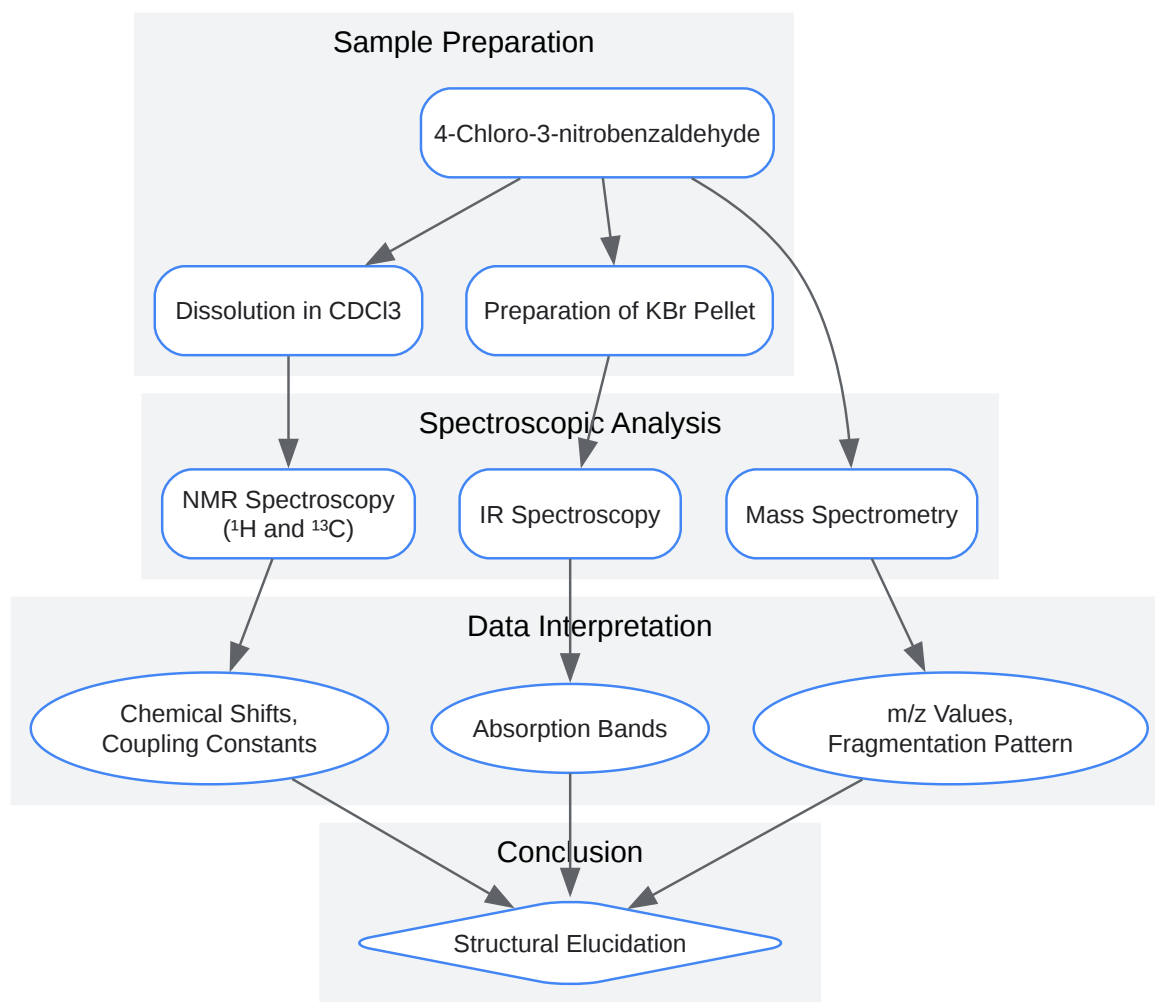 Sample Preparation
4-Chloro-3-nitrobenzaldehyde
Dissolution in CDCl3
Preparation of KBr Pellet
Spectroscopic Analysis
NMR Spectroscopy
(¹H and ¹³C)
IR Spectroscopy
Mass Spectrometry
Data Interpretation
Chemical Shifts,
Coupling Constants
Absorption Bands
m/z Values,
Fragmentation Pattern
Conclusion
Structural Elucidation